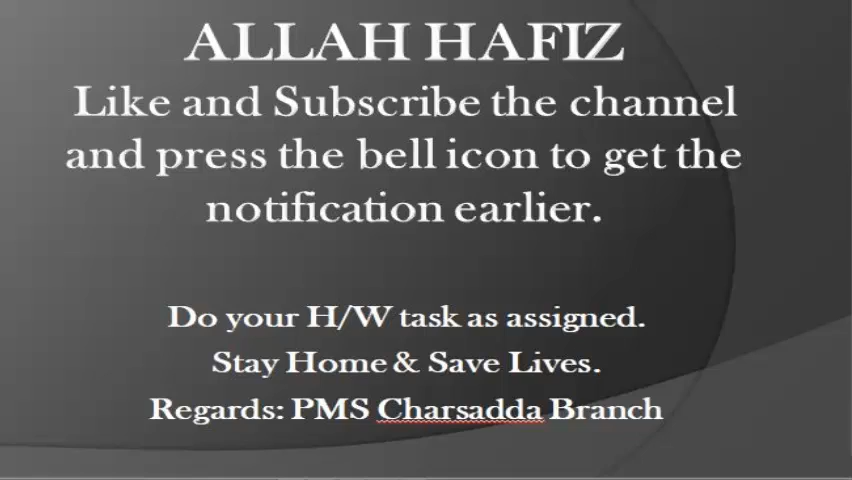 ALLAH HAFIZ
Like and Subscribe the channel
and press the bell icon to get the
notification earlier.
Do your H/W task as assigned.
Stay Home & Save Lives.
Regards: PMS Charsadda Branch